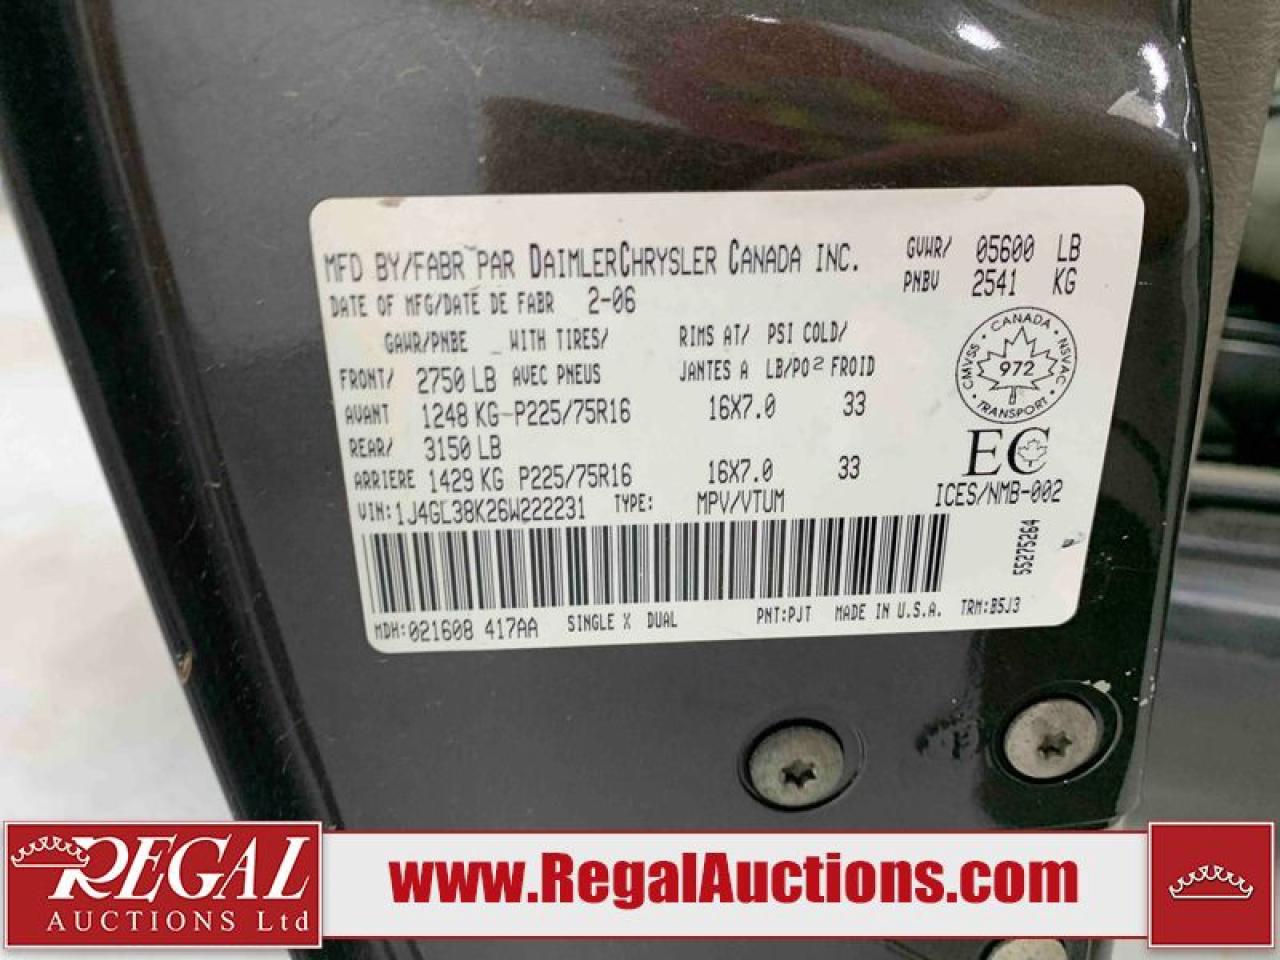 MFD BY/FABR PAR DAIMLERCHRYSLER CANADA INC.
GVWR/ 05600 LB
PNBV 2541 KG
DATE OF MFG/DATE DE FABR 2-06
GAWR/PNBE WITH TIRES/ RIMS AT/ PSI COLD/
FRONT/ 2750 LB AVEC PNEUS JANTES A LB/PO2 FROID
AVANT 1248 KG P225/75R16 16X7.0 33
REAR/ 3150 LB
ARRIERE 1429 KG P225/75R16 16X7.0 33
VIN: 1J4GL38K26W222231 TYPE: MPV/VTUM
CANADA
CMVSS NSVAC
972
TRANSPORT
EC
ICES/NMB-002
55275264
MDH: 021608 417AA SINGLE X DUAL PNT: PJT MADE IN U.S.A. TRM: B5J3
REGAL
AUCTIONS Ltd
www.RegalAuctions.com